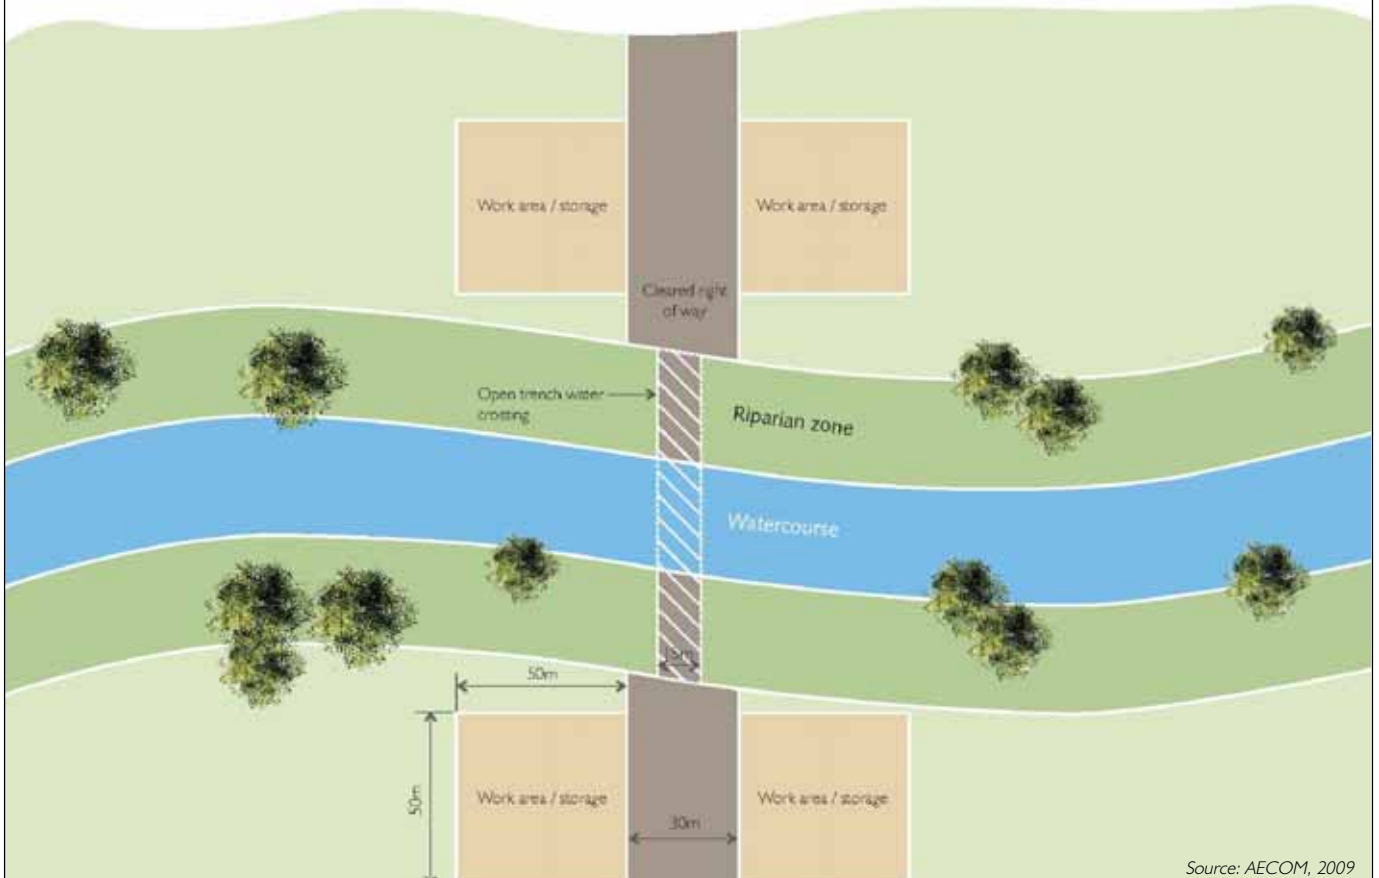 Work area / storage
Work area / storage
Cleared right
of way
Open trench water
crossing
Riparian zone
Watercourse
50m
50m
Work area / storage
Work area / storage
30m
Source: AECOM, 2009